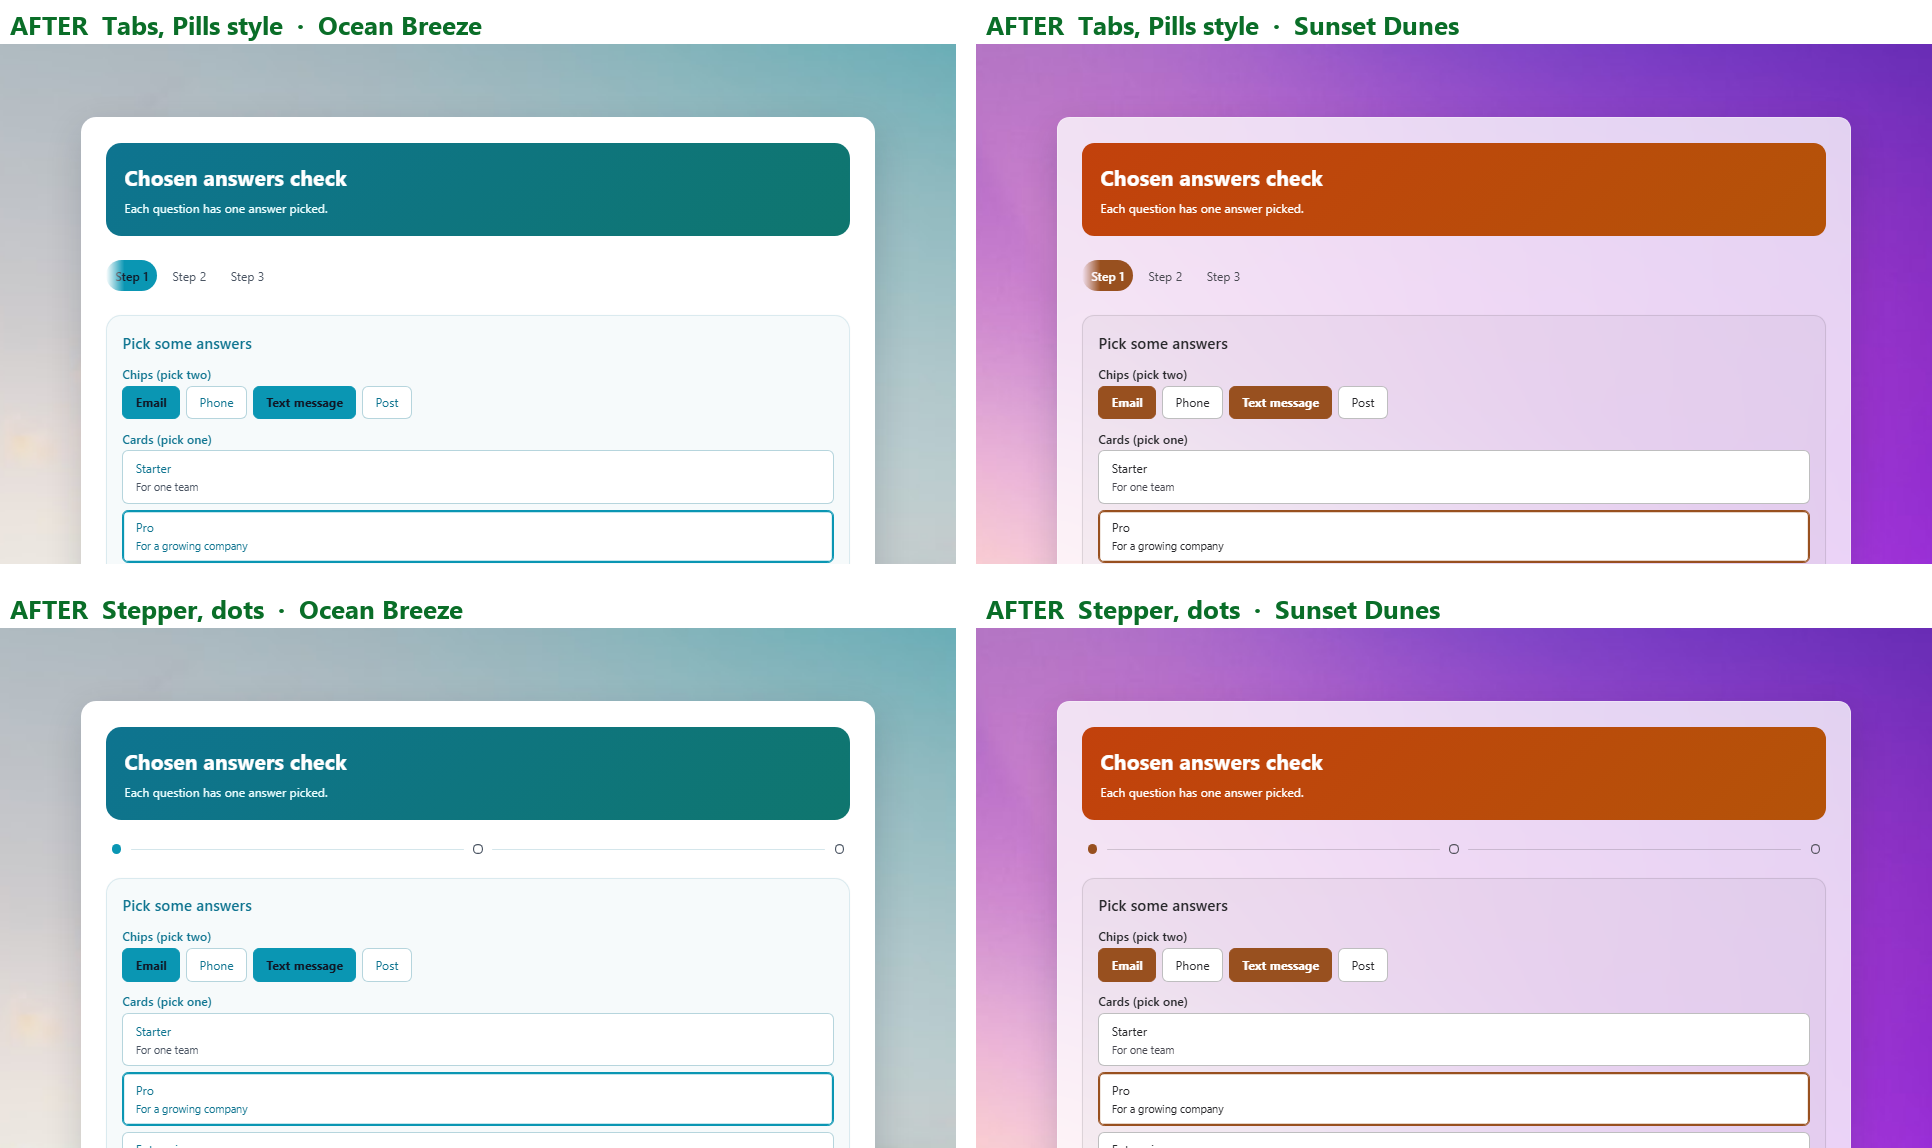 AFTER Tabs, Pills style · Ocean Breeze
Chosen answers check
Each question has one answer picked.
Step 1 Step 2 Step 3
Pick some answers
Chips (pick two)
Email Phone Text message Post
Cards (pick one)
Starter
For one team
Pro
For a growing company
AFTER Tabs, Pills style · Sunset Dunes
Chosen answers check
Each question has one answer picked.
Step 1 Step 2 Step 3
Pick some answers
Chips (pick two)
Email Phone Text message Post
Cards (pick one)
Starter
For one team
Pro
For a growing company
AFTER Stepper, dots · Ocean Breeze
Chosen answers check
Each question has one answer picked.
Pick some answers
Chips (pick two)
Email Phone Text message Post
Cards (pick one)
Starter
For one team
Pro
For a growing company
AFTER Stepper, dots · Sunset Dunes
Chosen answers check
Each question has one answer picked.
Pick some answers
Chips (pick two)
Email Phone Text message Post
Cards (pick one)
Starter
For one team
Pro
For a growing company